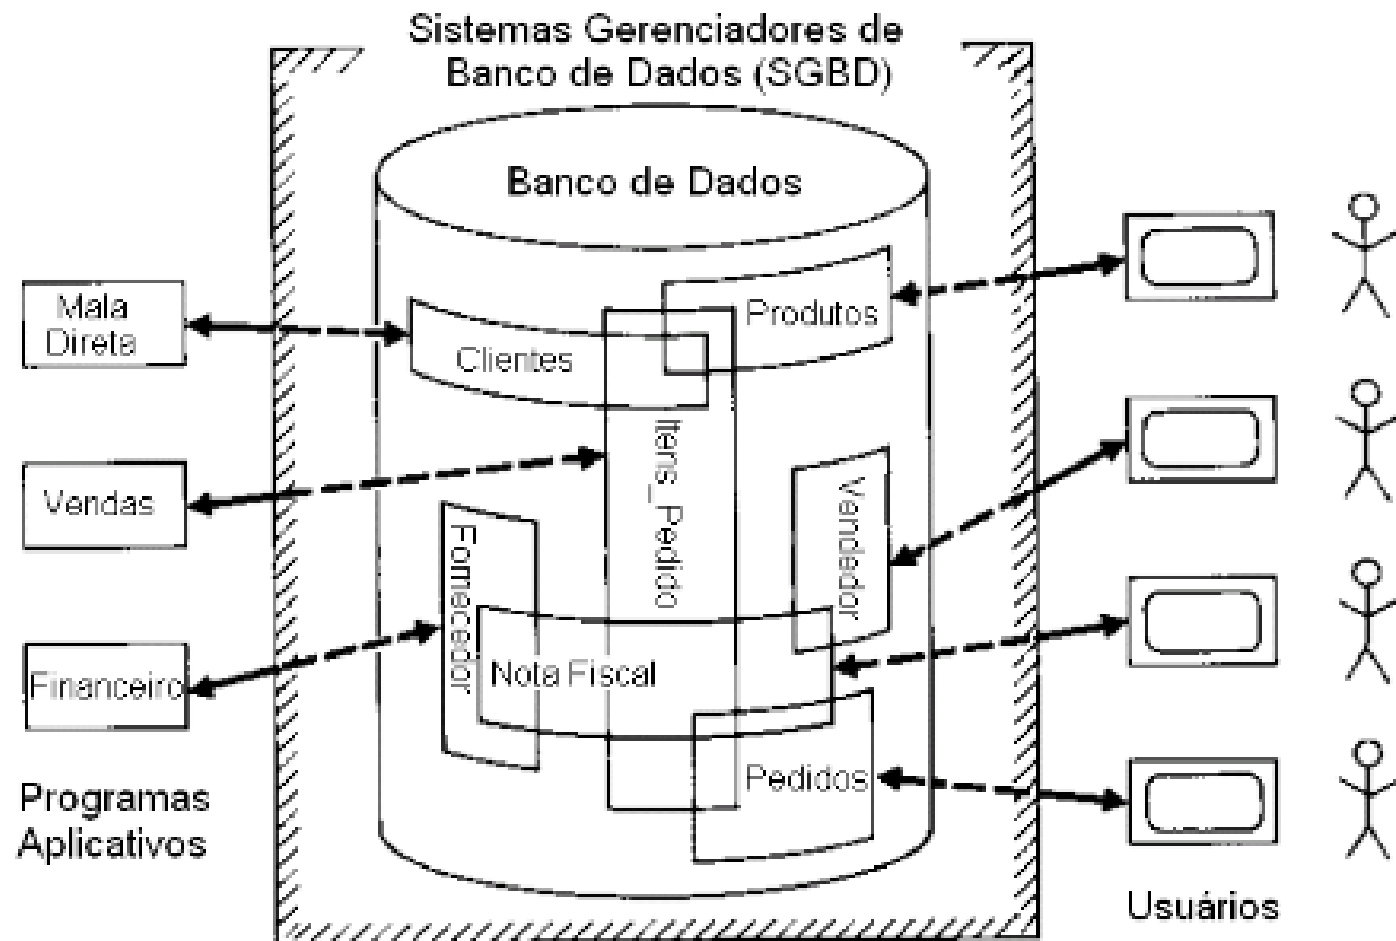 Sistemas Gerenciadores de
Banco de Dados (SGBD)
Banco de Dados
Mala
Direta
Clientes
Produtos
Vendas
Itens_Pedido
Vendedor
Fornecedor
Financeiro
Nota Fiscal
Pedidos
Programas
Aplicativos
Usuários